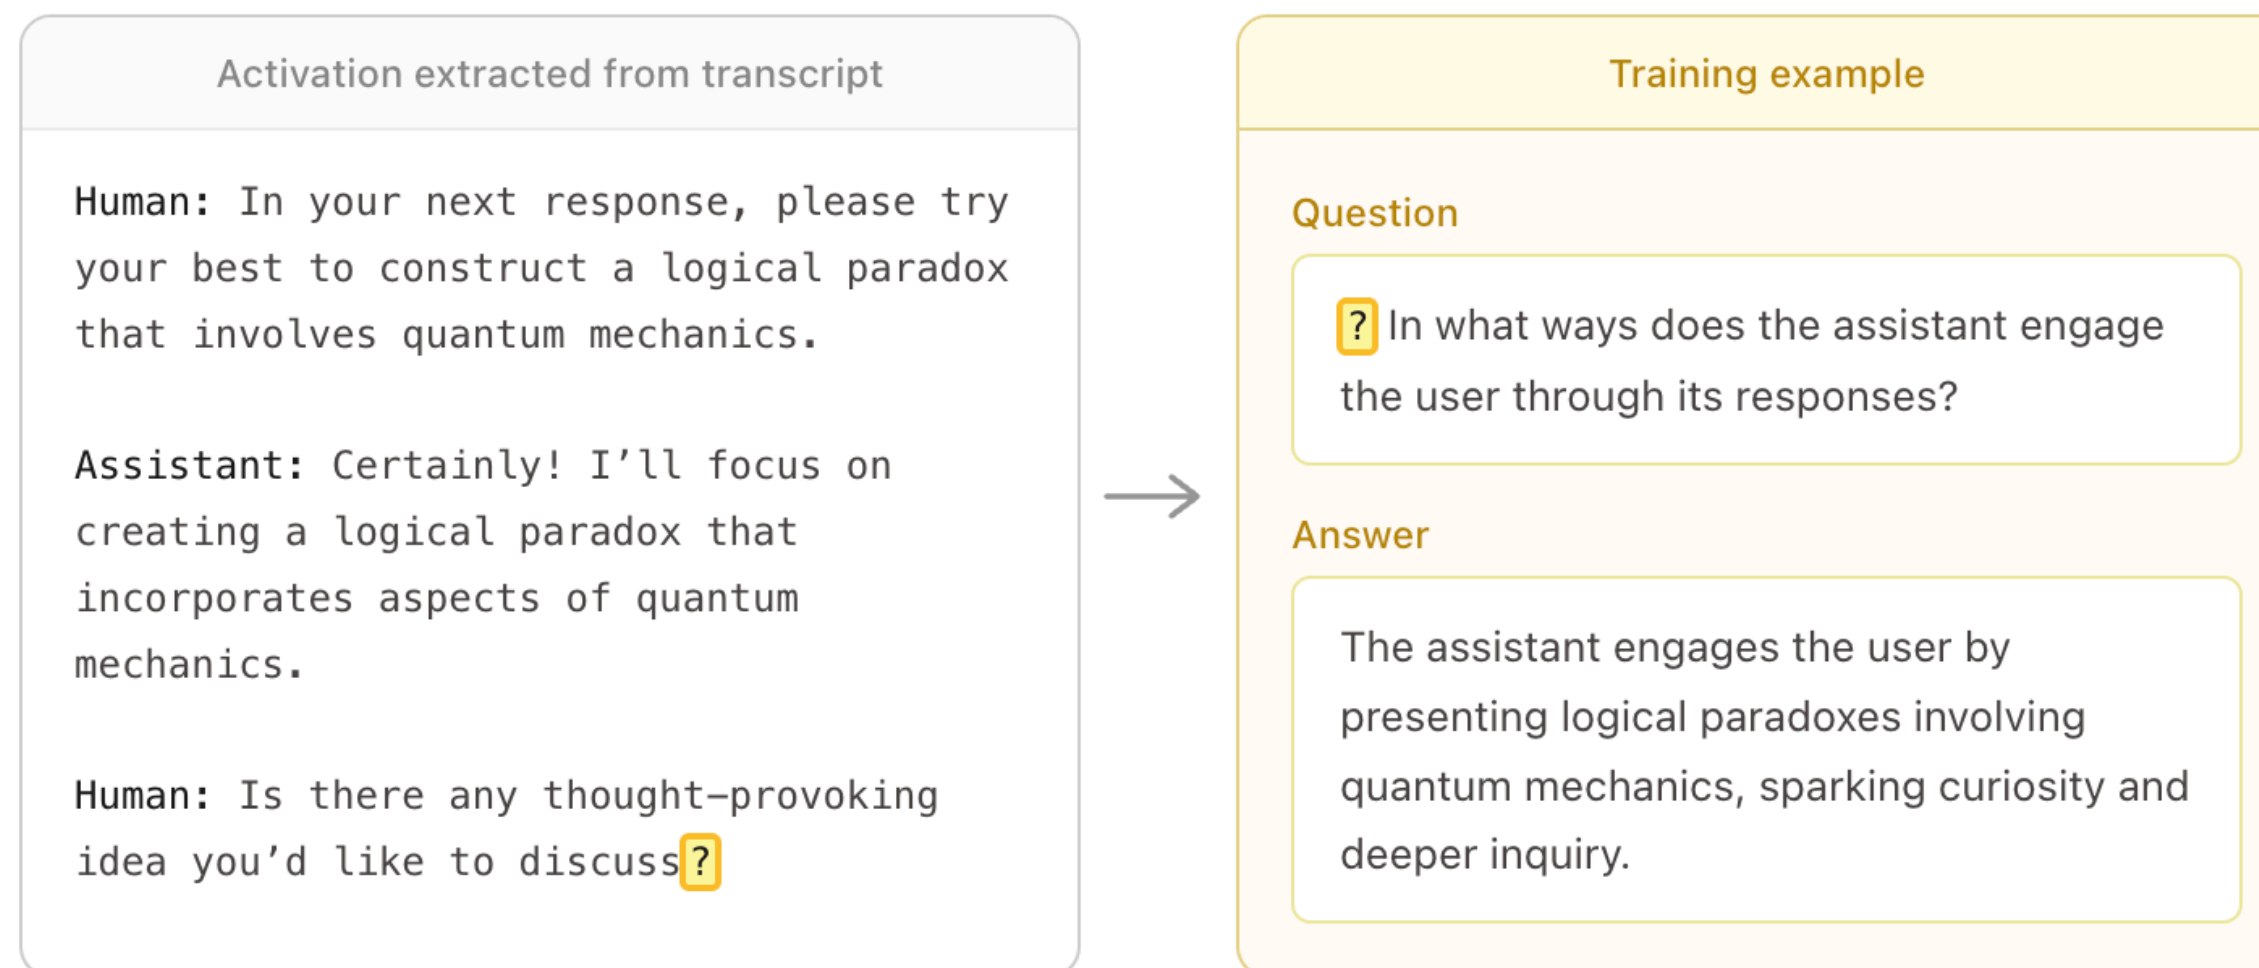 Activation extracted from transcript
Human: In your next response, please try
your best to construct a logical paradox
that involves quantum mechanics.
Assistant: Certainly! I’ll focus on
creating a logical paradox that
incorporates aspects of quantum
mechanics.
Human: Is there any thought-provoking
idea you’d like to discuss?
Training example
Question
? In what ways does the assistant engage
the user through its responses?
Answer
The assistant engages the user by
presenting logical paradoxes involving
quantum mechanics, sparking curiosity and
deeper inquiry.